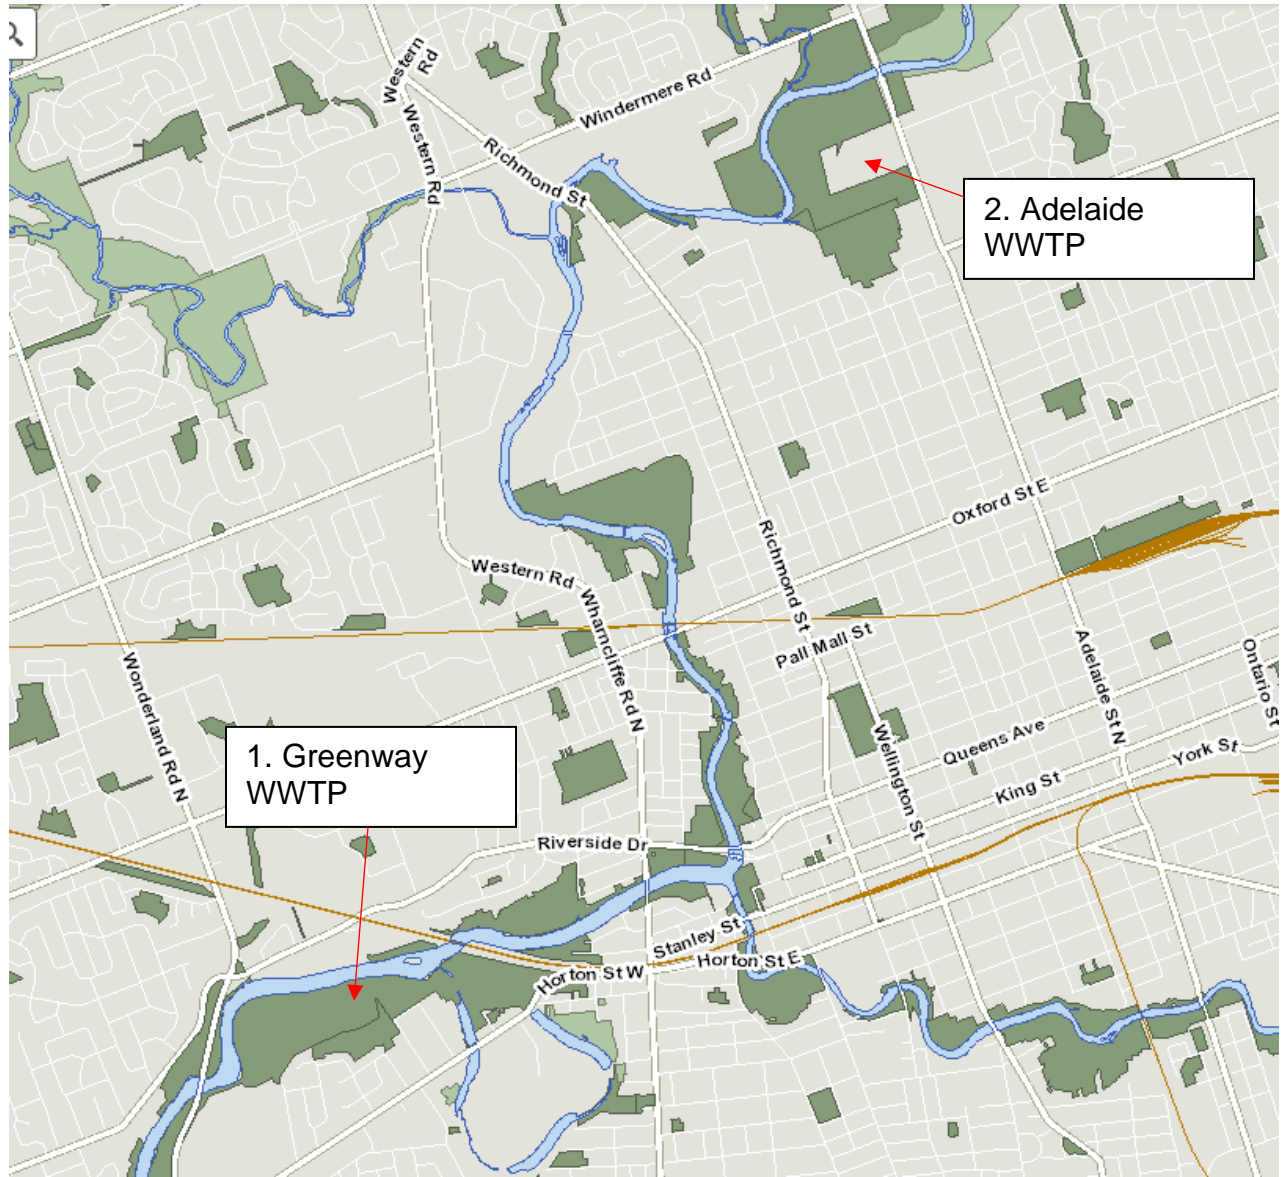 Western
Rd
Western Rd
Windermere Rd
Richmond St
2. Adelaide
WWTP
Oxford St E
Richmond St
Western Rd
Wharncliffe Rd N
Pall Mall St
Wonderland Rd N
Adelaide St N
Ontario St
1. Greenway
WWTP
Wellington St
Queens Ave
York St
King St
Riverside Dr
Stanley St
Horton St W
Horton St E